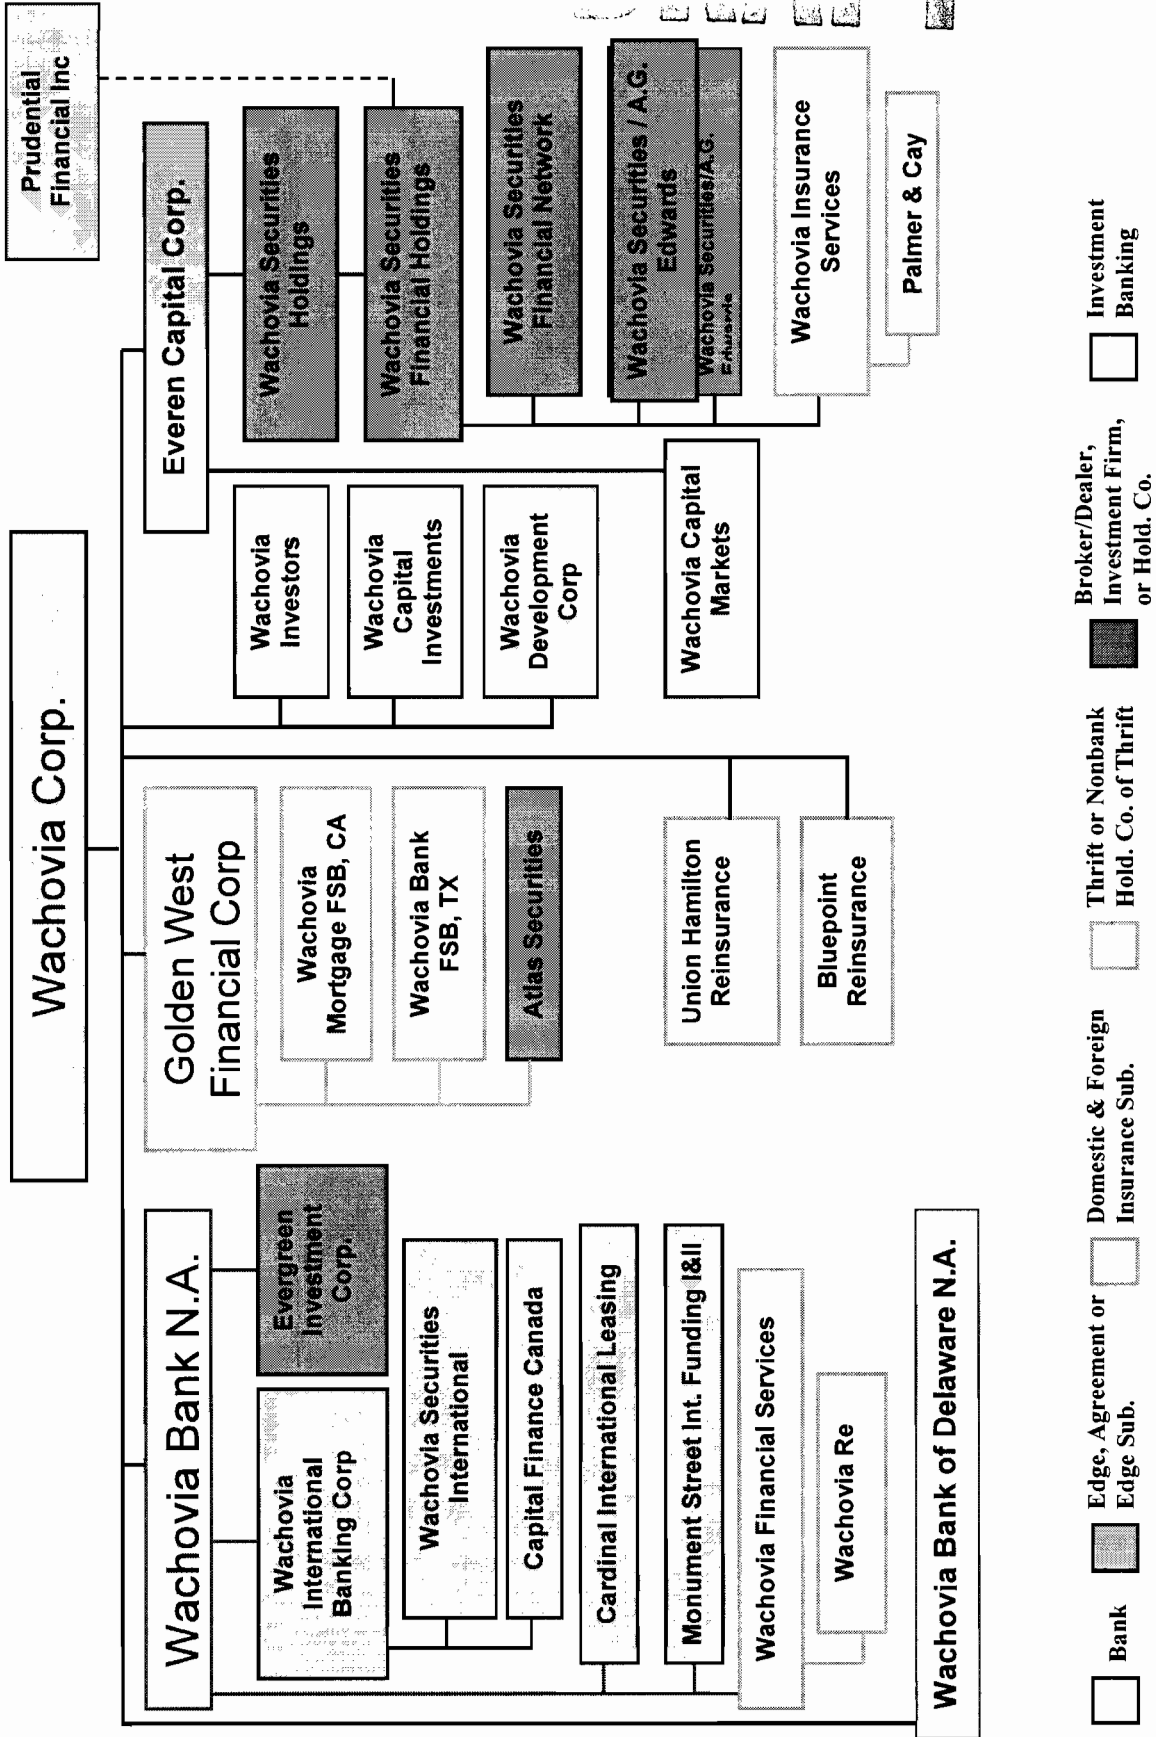 Wachovia Corp.
Prudential
Financial Inc
Wachovia Bank N.A.
Wachovia
International
Banking Corp
Evergreen
Investment
Corp.
Wachovia Securities
International
Capital Finance Canada
Cardinal International Leasing
Monument Street Int. Funding I&II
Wachovia Financial Services
Wachovia Re
Wachovia Bank of Delaware N.A.
Golden West
Financial Corp
Wachovia
Mortgage FSB, CA
Wachovia Bank
FSB, TX
Atlas Securities
Union Hamilton
Reinsurance
Bluepoint
Reinsurance
Wachovia
Investors
Wachovia
Capital
Investments
Wachovia
Development
Corp
Wachovia Capital
Markets
Everen Capital Corp.
Wachovia Securities
Holdings
Wachovia Securities
Financial Holdings
Wachovia Securities
Financial Network
Wachovia Securities / A.G.
Edwards
Wachovia Securities/A.G.
Wachovia Insurance
Services
Palmer & Cay
Bank
Edge, Agreement or
Edge Sub.
Domestic & Foreign
Insurance Sub.
Thrift or Nonbank
Hold. Co. of Thrift
Broker/Dealer,
Investment Firm,
or Hold. Co.
Investment
Banking